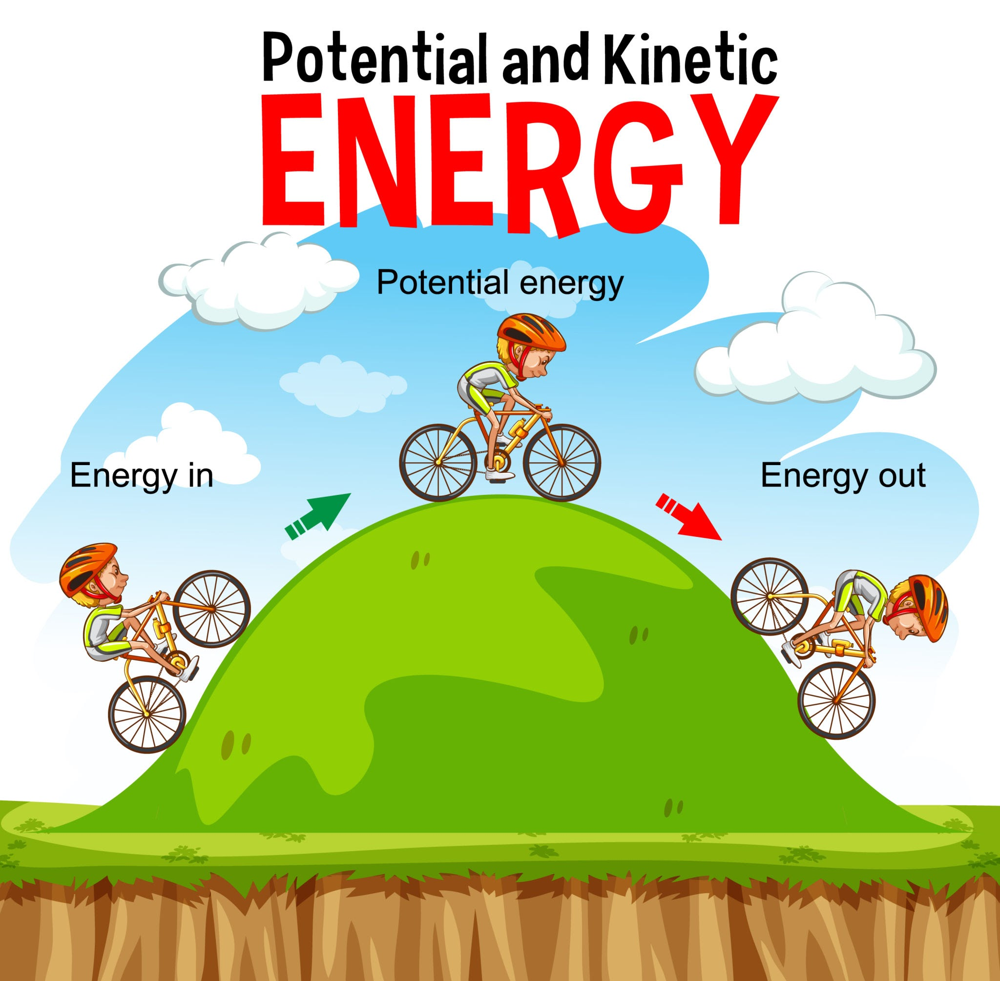 Potential and Kinetic
ENERGY
Potential energy
Energy in
Energy out